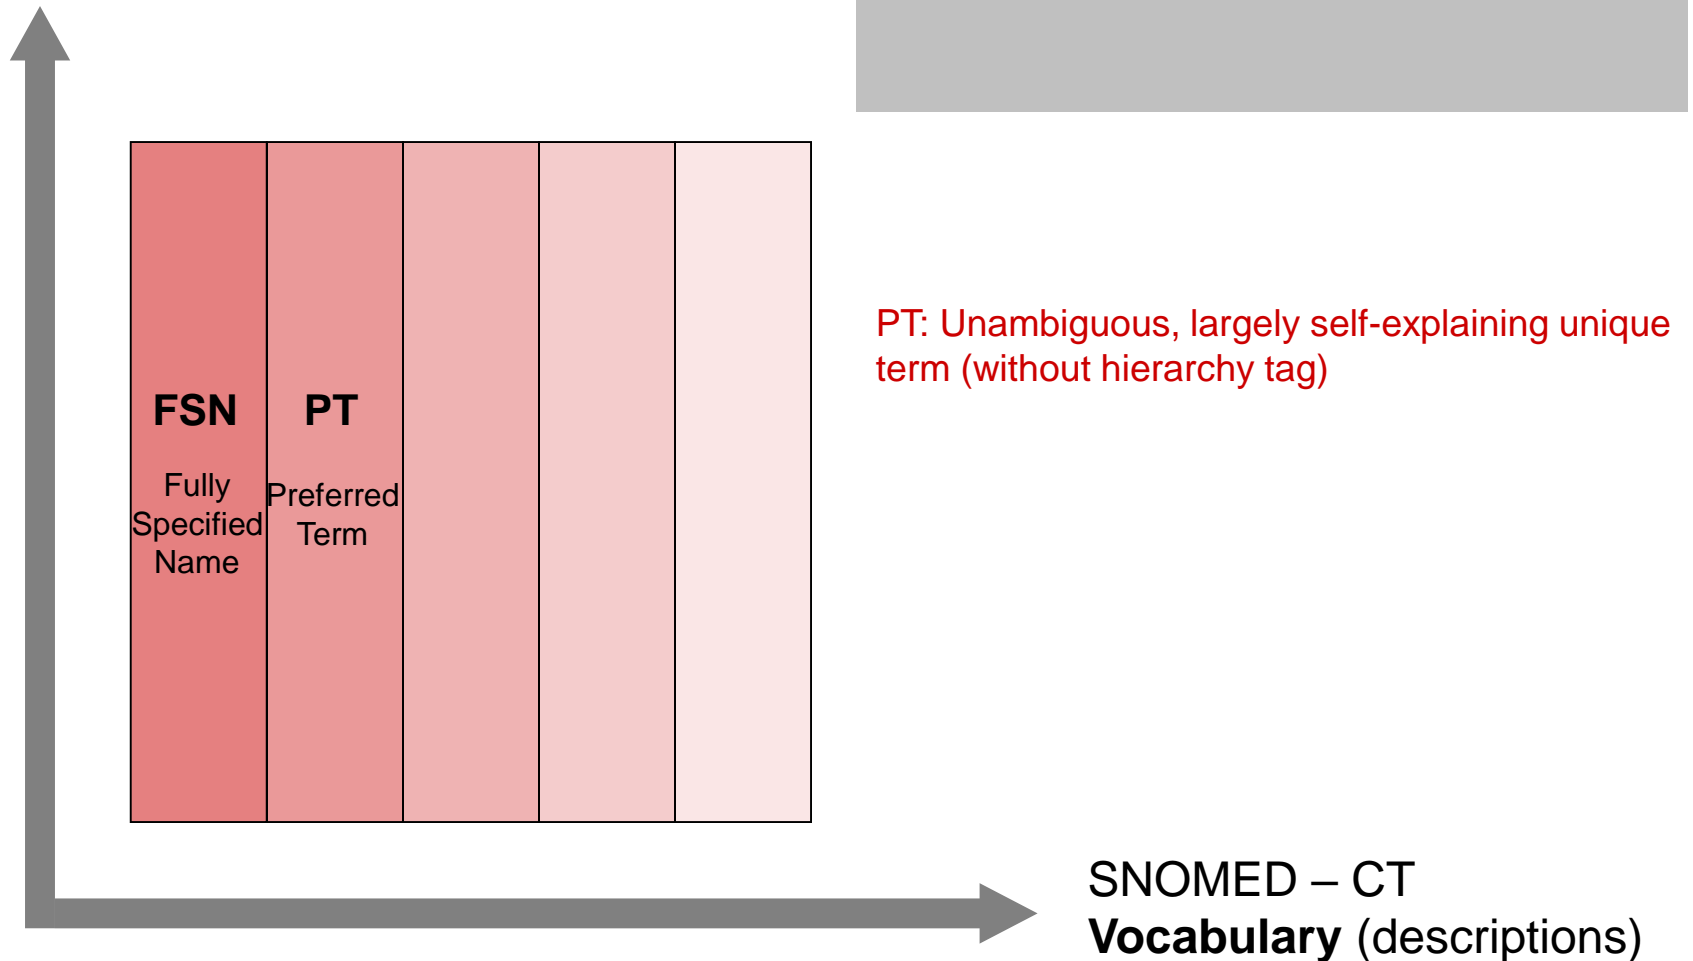 PT: Unambiguous, largely self-explaining unique
term (without hierarchy tag)
FSN
Fully
Specified
Name
PT
Preferred
Term
SNOMED – CT
Vocabulary (descriptions)